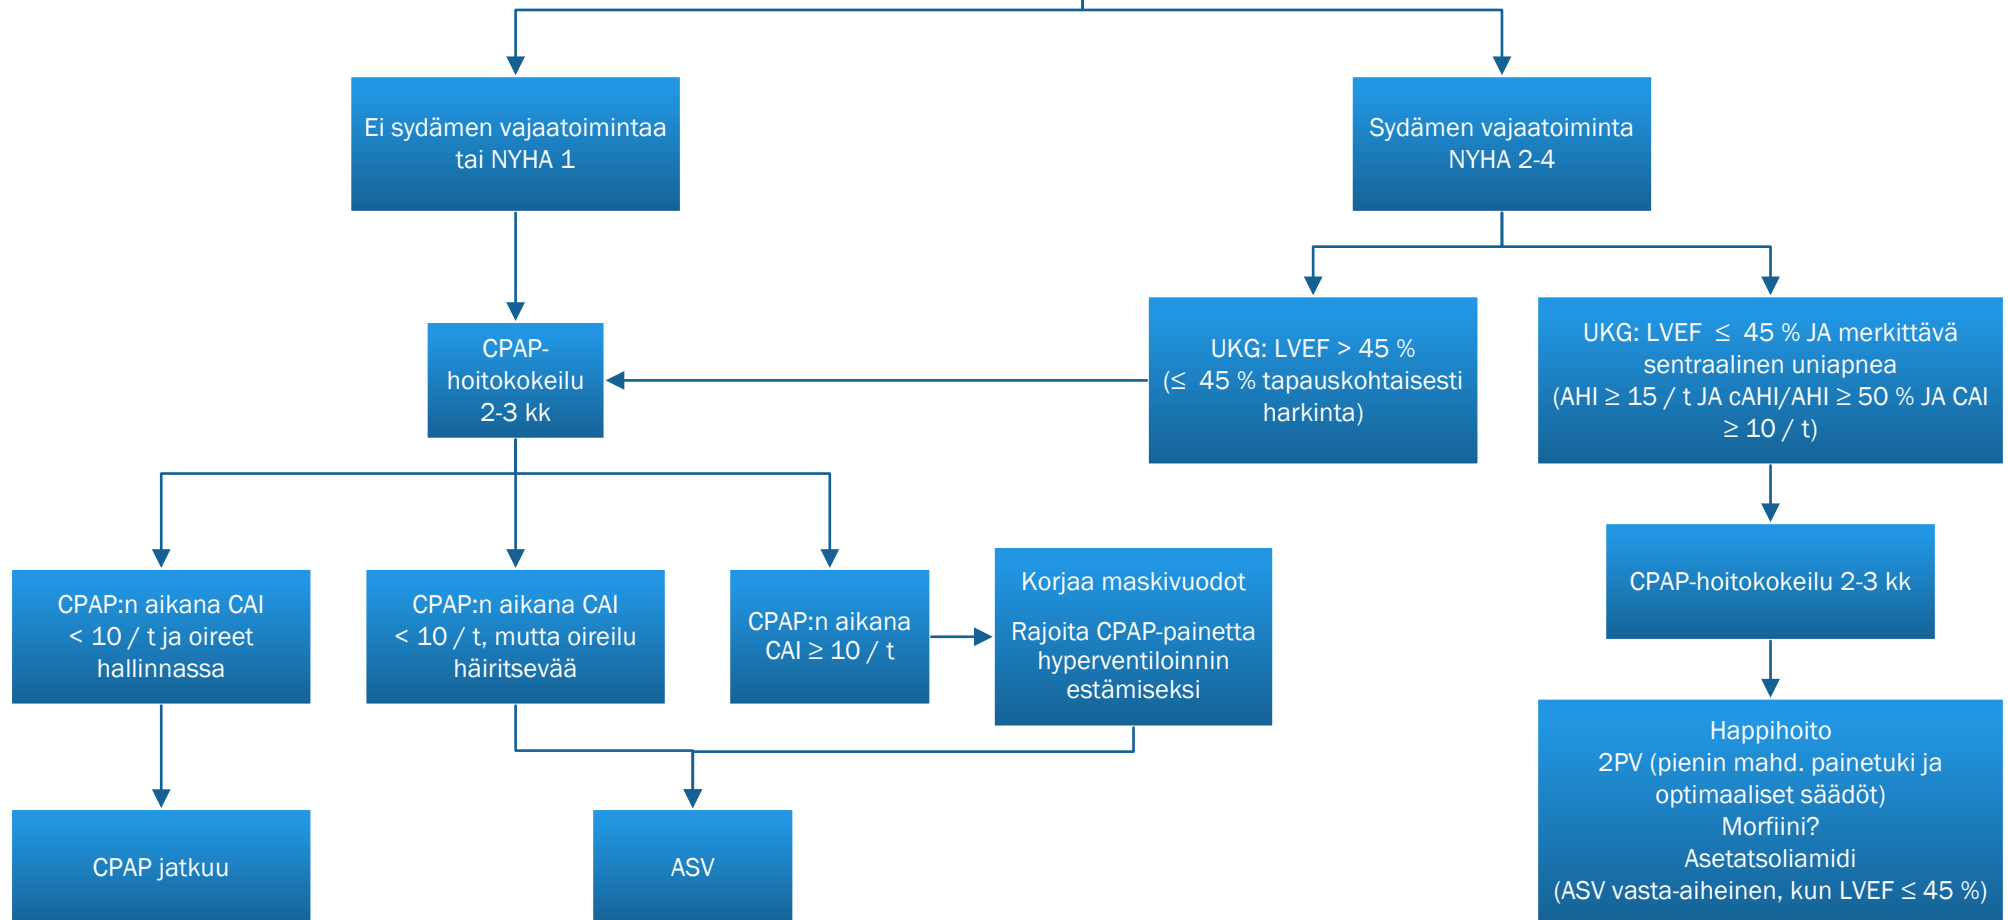 Ei sydämen vajaatoimintaa
tai NYHA 1
Sydämen vajaatoiminta
NYHA 2-4
CPAP-
hoitokokeilu
2-3 kk
UKG: LVEF > 45 %
(≤ 45 % tapauskohtaisesti
harkinta)
UKG: LVEF ≤ 45 % JA merkittävä
sentraalinen uniapnea
(AHI ≥ 15 / t JA cAHI/AHI ≥ 50 % JA CAI
≥ 10 / t)
CPAP:n aikana CAI
< 10 / t ja oireet
hallinnassa
CPAP:n aikana CAI
< 10 / t, mutta oireilu
häiritsevää
CPAP:n aikana
CAI ≥ 10 / t
Korjaa maskivuodot
Rajoita CPAP-painetta
hyperventiloinnin
estämiseksi
CPAP-hoitokokeilu 2-3 kk
CPAP jatkuu
ASV
Happihoito
2PV (pienin mahd. painetuki ja
optimaaliset säädöt)
Morfiini?
Asetatsoliamidi
(ASV vasta-aiheinen, kun LVEF ≤ 45 %)